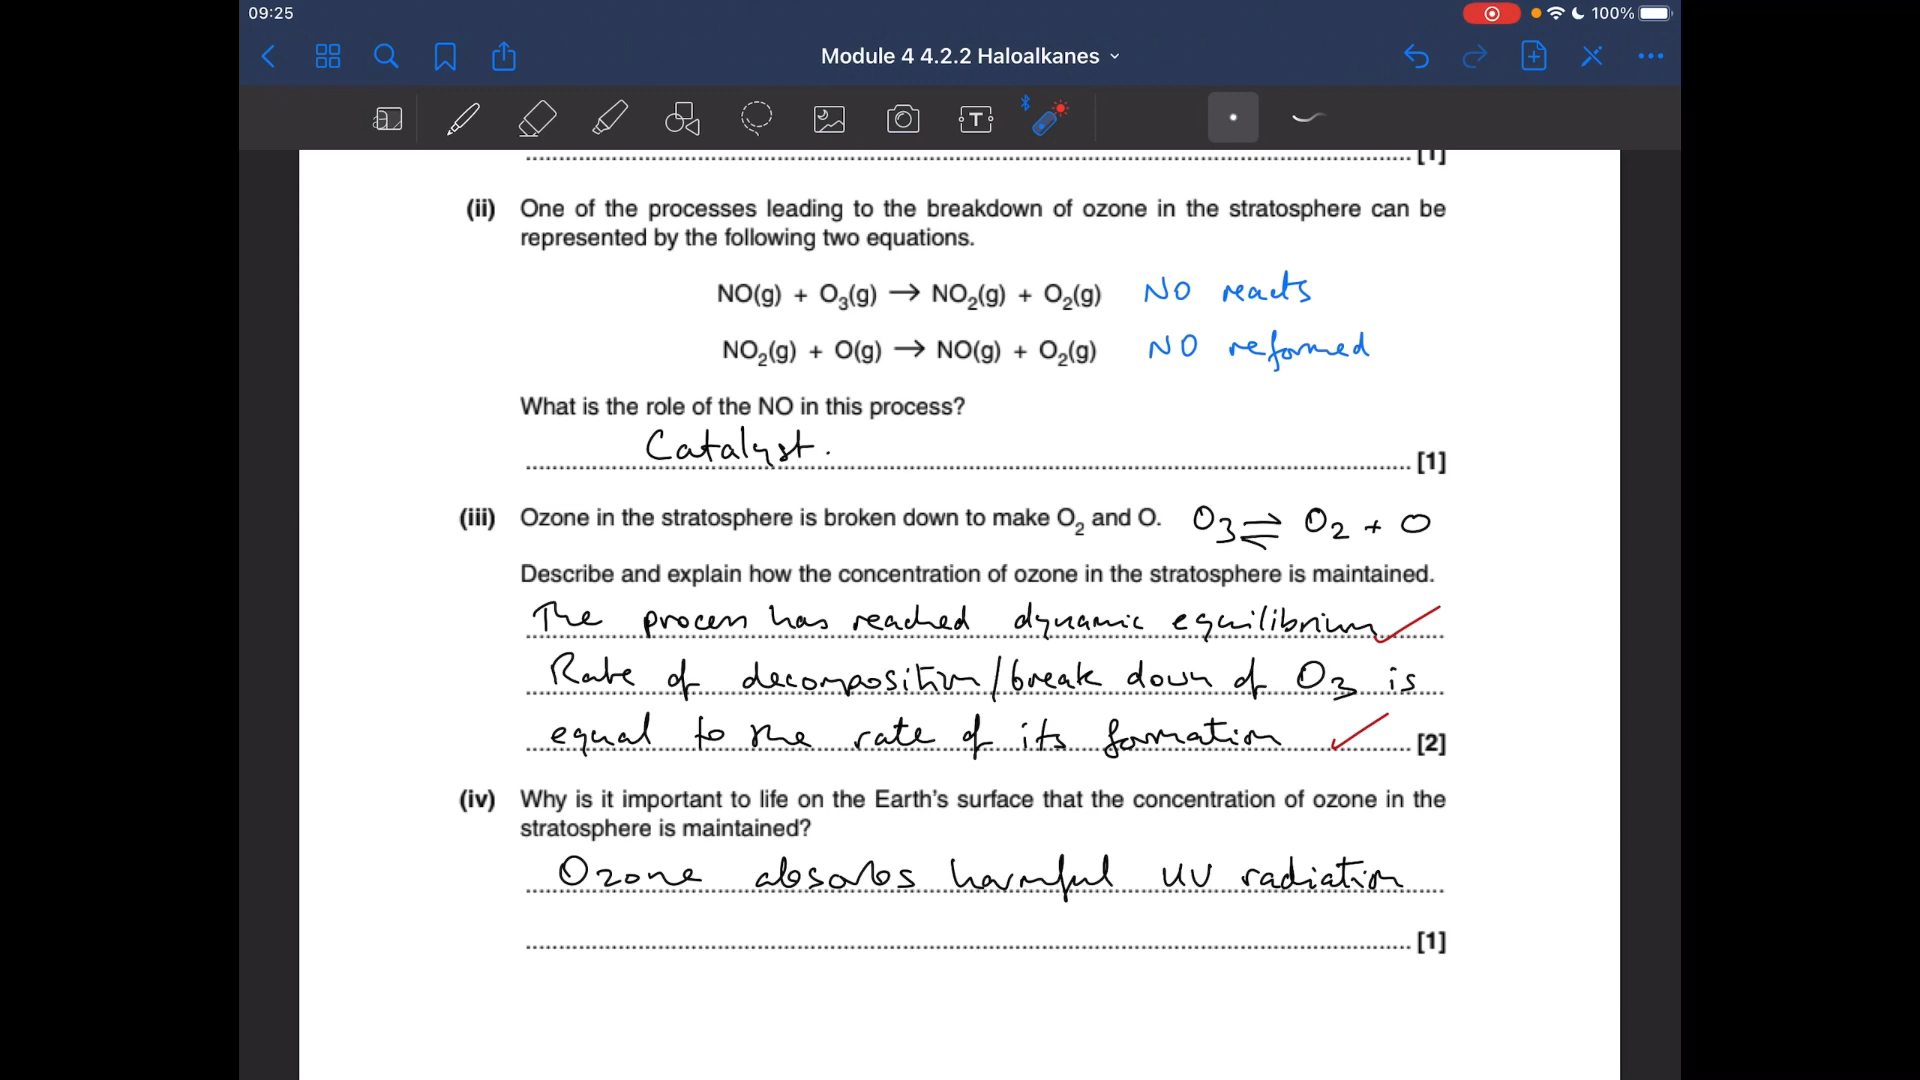 09:25
100%
Module 4 4.2.2 Haloalkanes
T
[1]
(ii) One of the processes leading to the breakdown of ozone in the stratosphere can be
represented by the following two equations.
NO(g) + O₃(g) → NO₂(g) + O₂(g) NO reacts
NO₂(g) + O(g) → NO(g) + O₂(g) NO reformed
What is the role of the NO in this process?
Catalyst. [1]
(iii) Ozone in the stratosphere is broken down to make O₂ and O. O₃ ⇌ O₂ + O
Describe and explain how the concentration of ozone in the stratosphere is maintained.
The process has reached dynamic equilibrium
Rate of decomposition/break down of O₃ is
equal to the rate of its formation [2]
(iv) Why is it important to life on the Earth's surface that the concentration of ozone in the
stratosphere is maintained?
Ozone absorbs harmful UV radiation
[1]